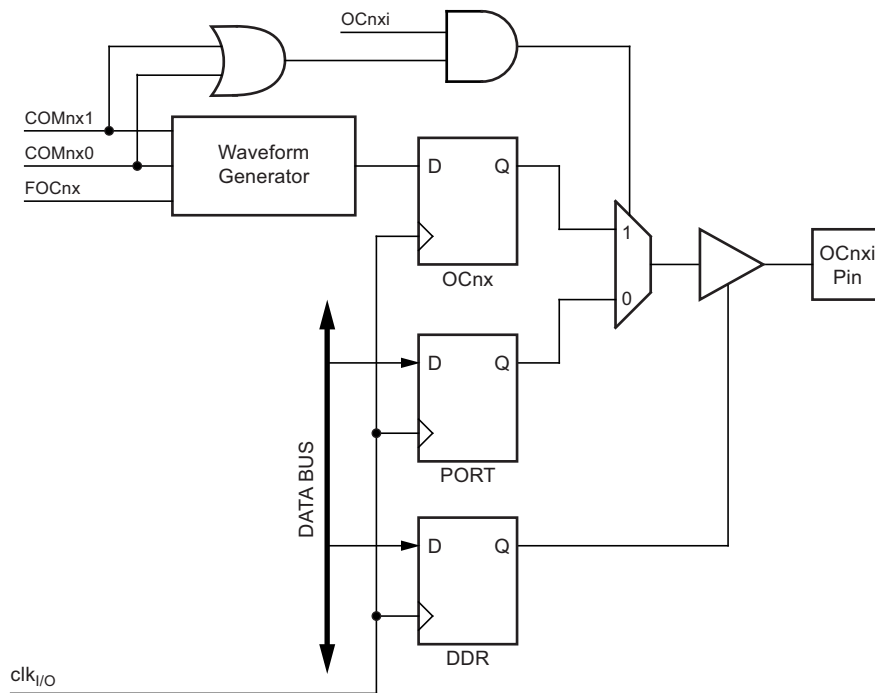 OCnxi
COMnx1
COMnx0
FOCnx
Waveform
Generator
D
Q
OCnx
1
0
OCnxi
Pin
D
Q
PORT
DATA BUS
D
Q
DDR
clkI/O